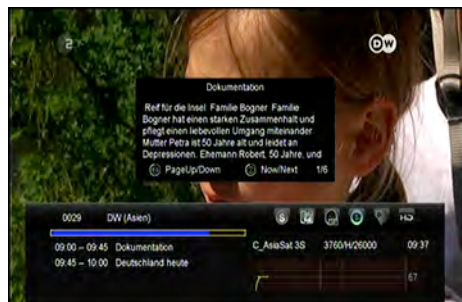 2
DW
Dokumentation
Reif für die Insel Familie Bogner Familie
Bogner hat einen starken Zusammenhalt und
pflegt einen liebevollen Umgang miteinander
Mutter Petra ist 50 Jahre alt und leidet an
Depressionen. Ehemann Robert, 50 Jahre, und
PageUp/Down Now/Next 1/6
0029 DW (Asien)
09:00 – 09:45 Dokumentation C_AsiaSat 3S 3760/H/26000 09:37
09:45 – 10:00 Deutschland heute
67